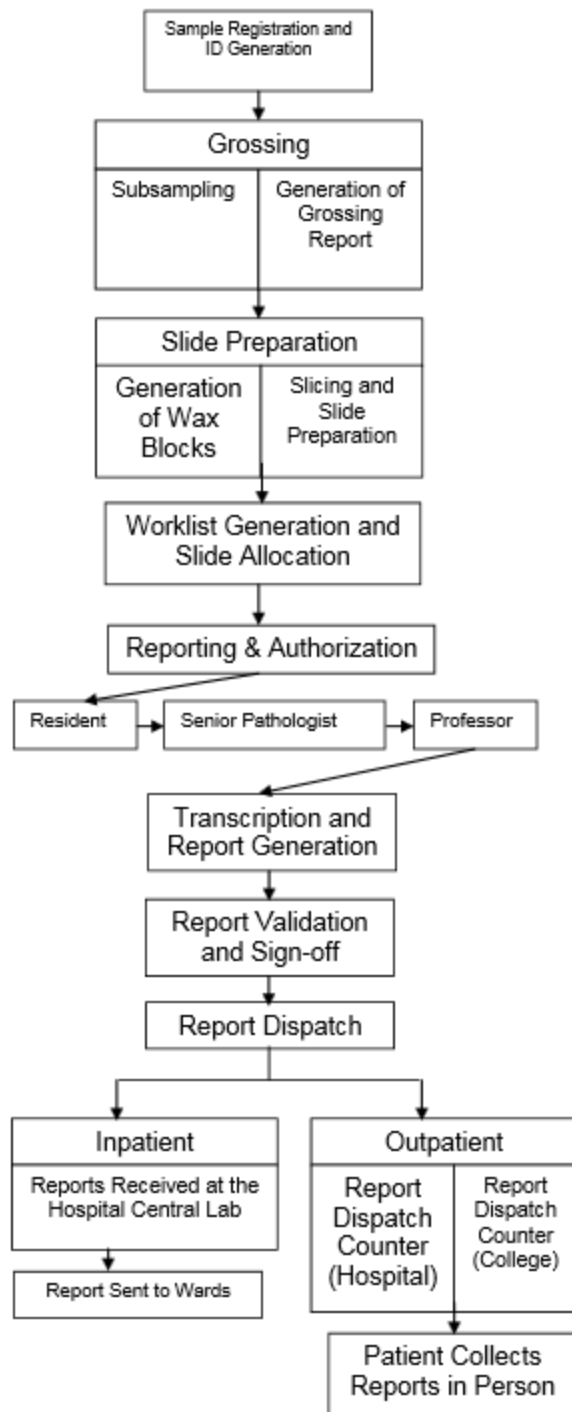 Sample Registration and
ID Generation
Grossing
Subsampling
Generation of
Grossing
Report
Slide Preparation
Generation
of Wax
Blocks
Slicing and
Slide
Preparation
Worklist Generation and
Slide Allocation
Reporting & Authorization
Resident
Senior Pathologist
Professor
Transcription and
Report Generation
Report Validation
and Sign-off
Report Dispatch
Inpatient
Reports Received at the
Hospital Central Lab
Report Sent to Wards
Outpatient
Report
Dispatch
Counter
(Hospital)
Report
Dispatch
Counter
(College)
Patient Collects
Reports in Person